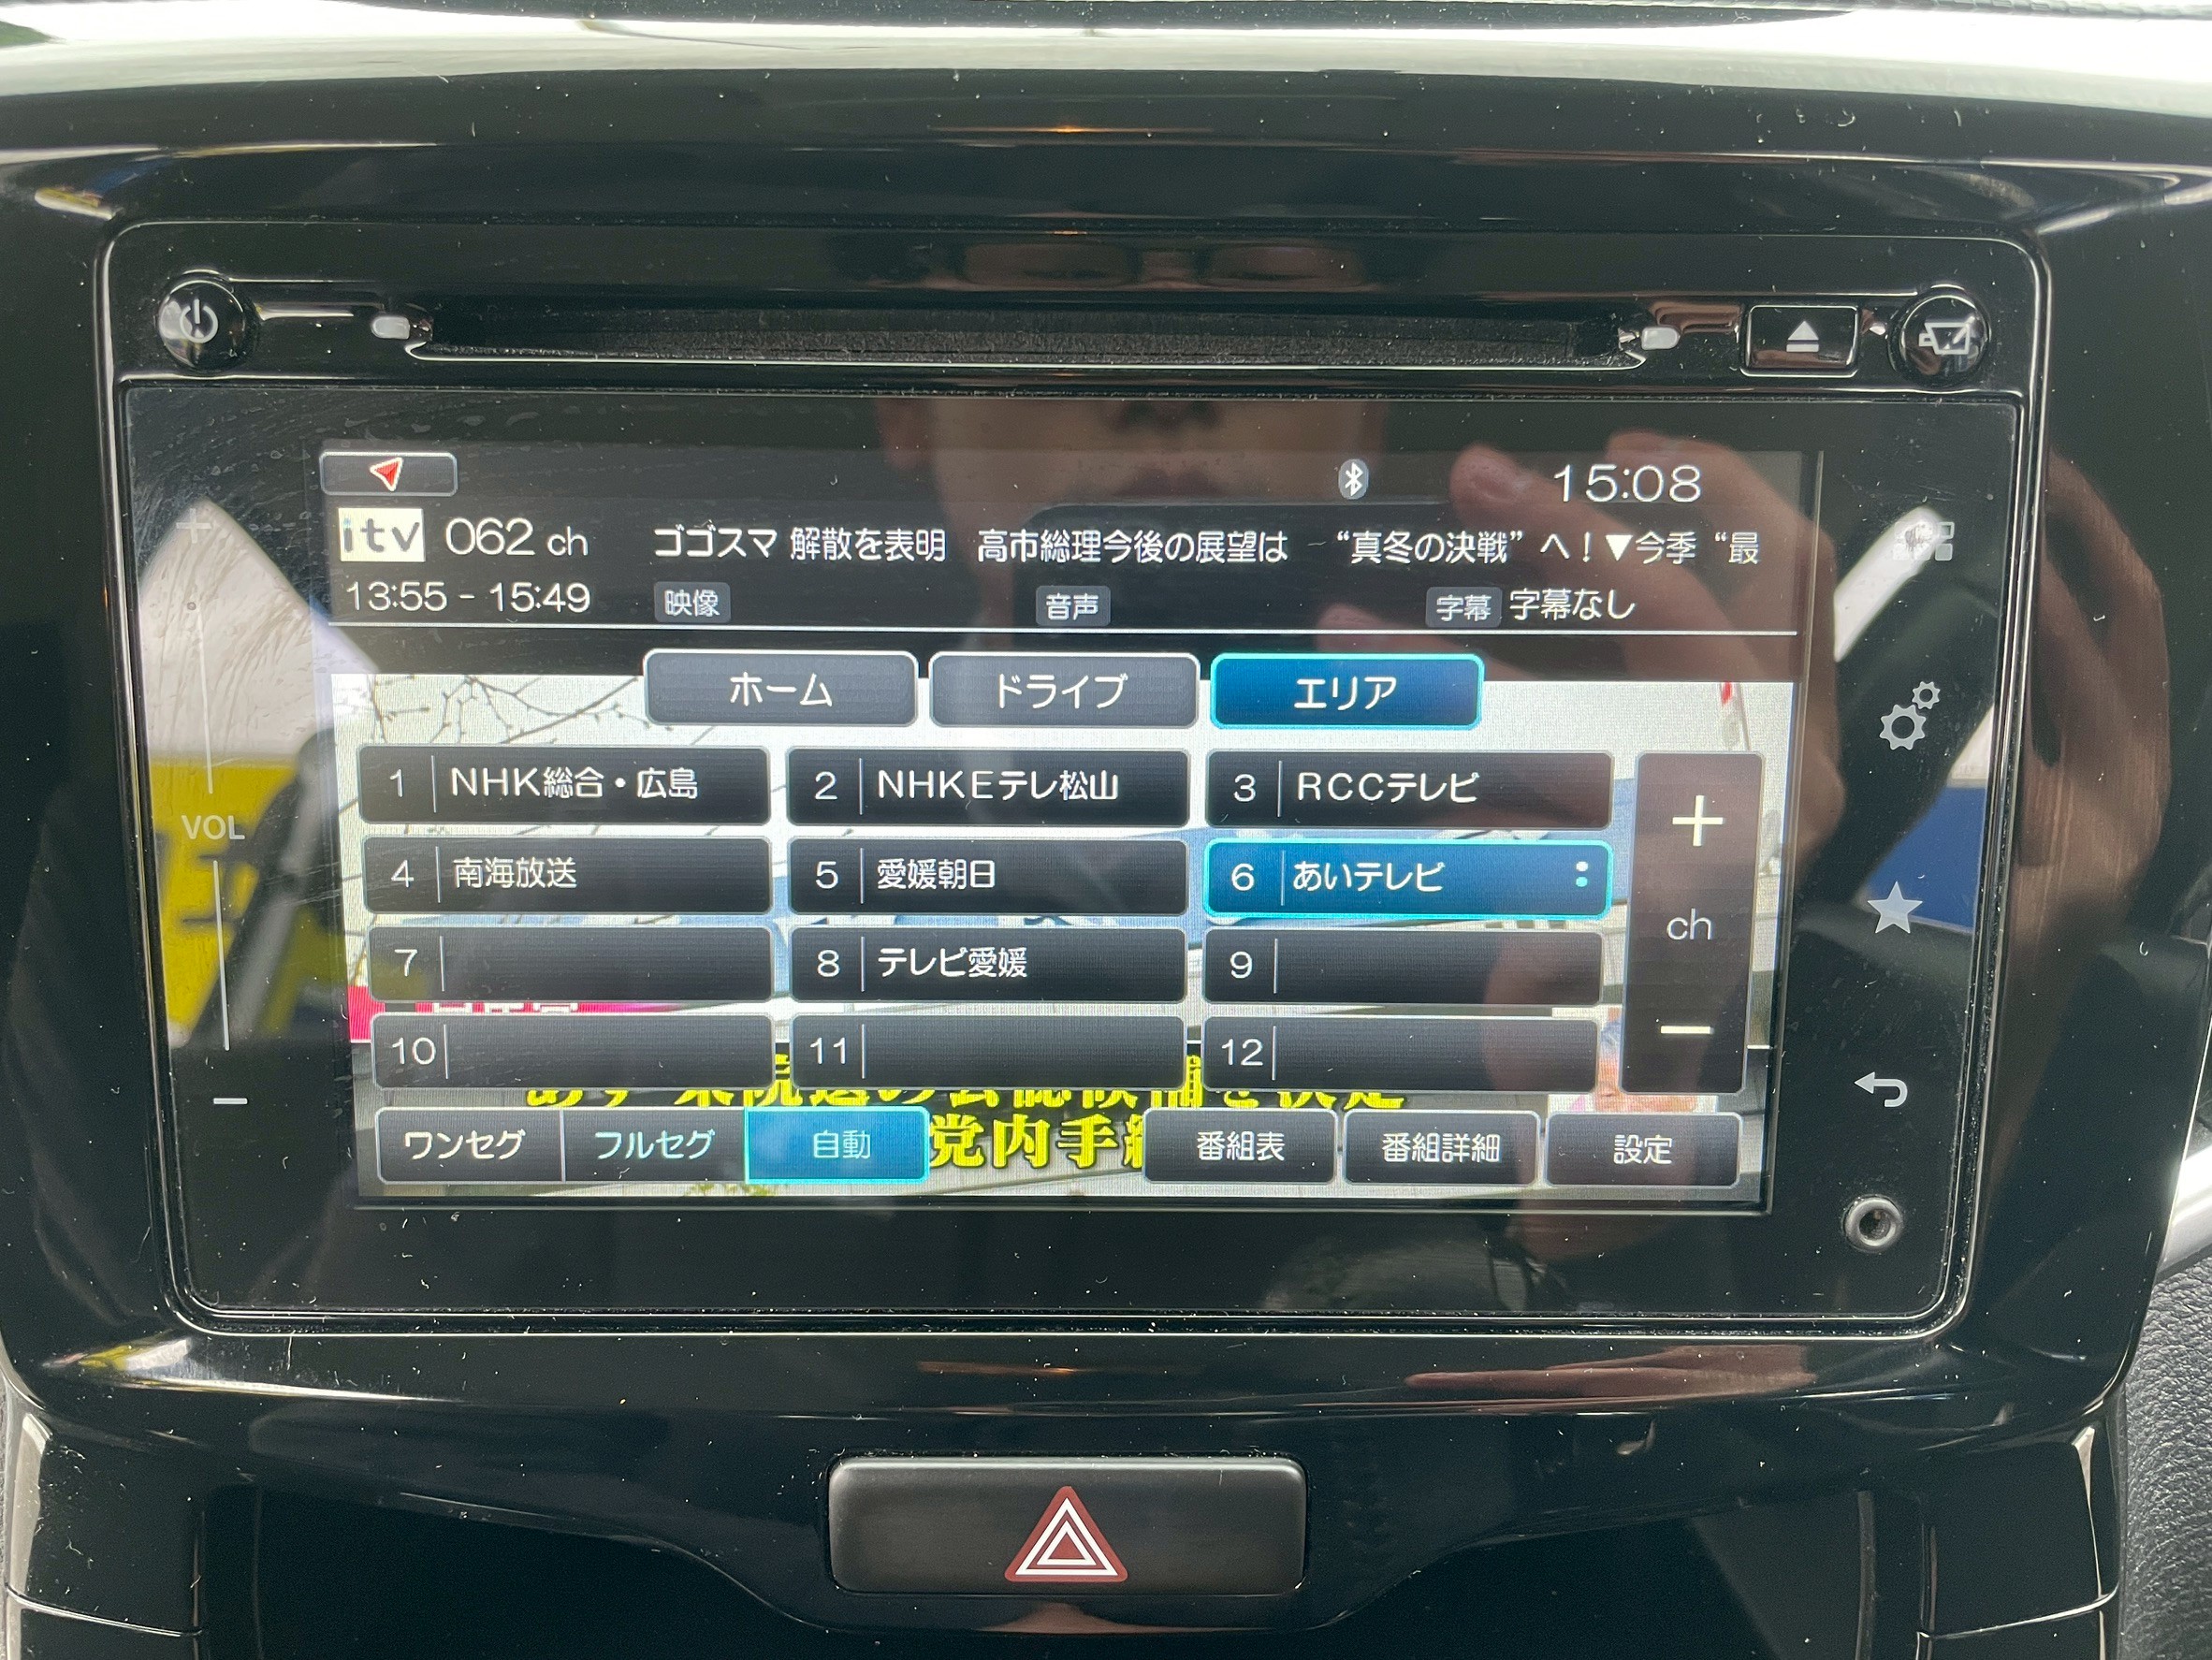 15:08
itv 062 ch ゴゴスマ 解散を表明 高市総理今後の展望は “真冬の決戦” へ！▼今季 “最
13:55 - 15:49 映像 音声 字幕 字幕なし
ホーム ドライブ エリア
1 NHK総合・広島 2 NHKEテレ松山 3 RCCテレビ
+
VOL
4 南海放送 5 愛媛朝日 6 あいテレビ
ch
7 8 テレビ愛媛 9
10 11 12
−
党内手
ワンセグ フルセグ 自動 番組表 番組詳細 設定